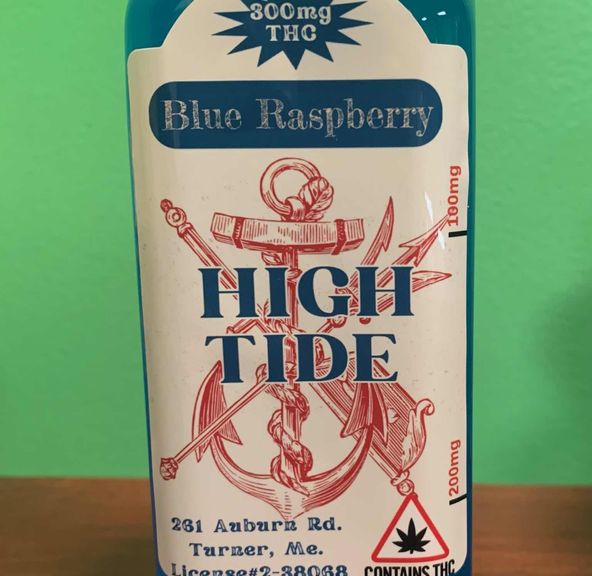 300mg
THC
Blue Raspberry
100mg
HIGH
TIDE
200mg
261 Auburn Rd.
Turner, Me.
License#2-38068
CONTAINS THC